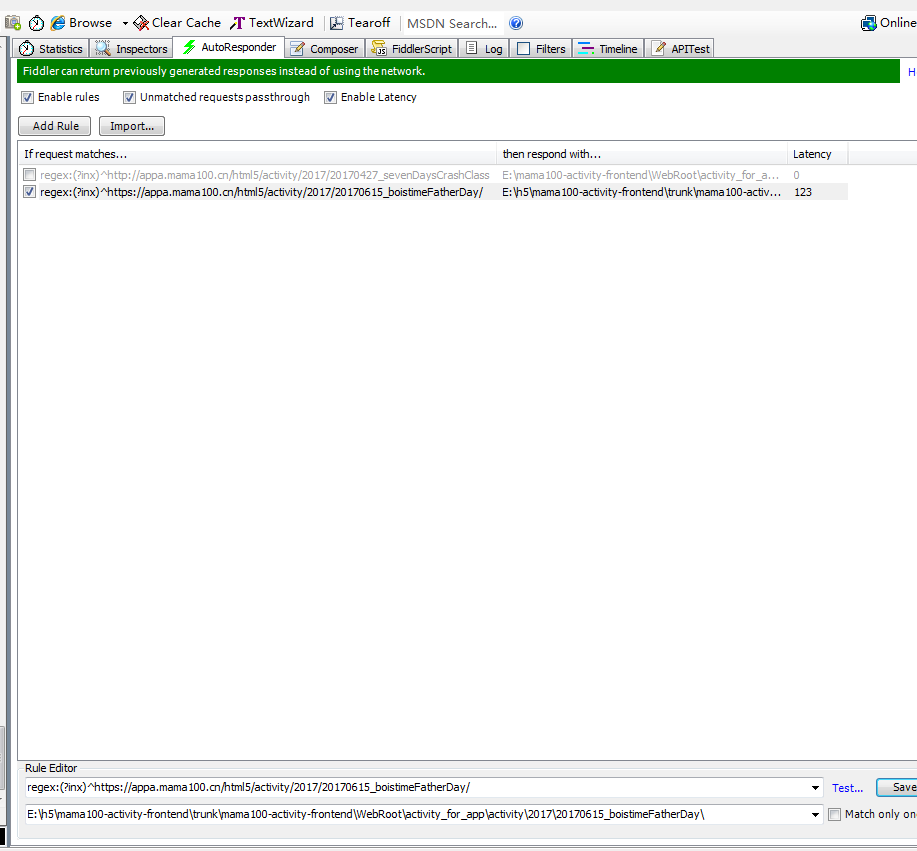 Browse Clear Cache TextWizard Tearoff MSDN Search... Online
Statistics Inspectors AutoResponder Composer FiddlerScript Log Filters Timeline APITest
Fiddler can return previously generated responses instead of using the network. H
Enable rules Unmatched requests passthrough Enable Latency
Add Rule Import...
If request matches... then respond with... Latency
regex:(?inx)^http://appa.mama100.cn/html5/activity/2017/20170427_sevenDaysCrashClass E:\mama100-activity-frontend\WebRoot\activity_for_a... 0
regex:(?inx)^https://appa.mama100.cn/html5/activity/2017/20170615_boistimeFatherDay/ E:\h5\mama100-activity-frontend\trunk\mama100-activ... 123
Rule Editor
regex:(?inx)^https://appa.mama100.cn/html5/activity/2017/20170615_boistimeFatherDay/ Test... Save
E:\h5\mama100-activity-frontend\trunk\mama100-activity-frontend\WebRoot\activity_for_app\activity\2017\20170615_boistimeFatherDay\ Match only on